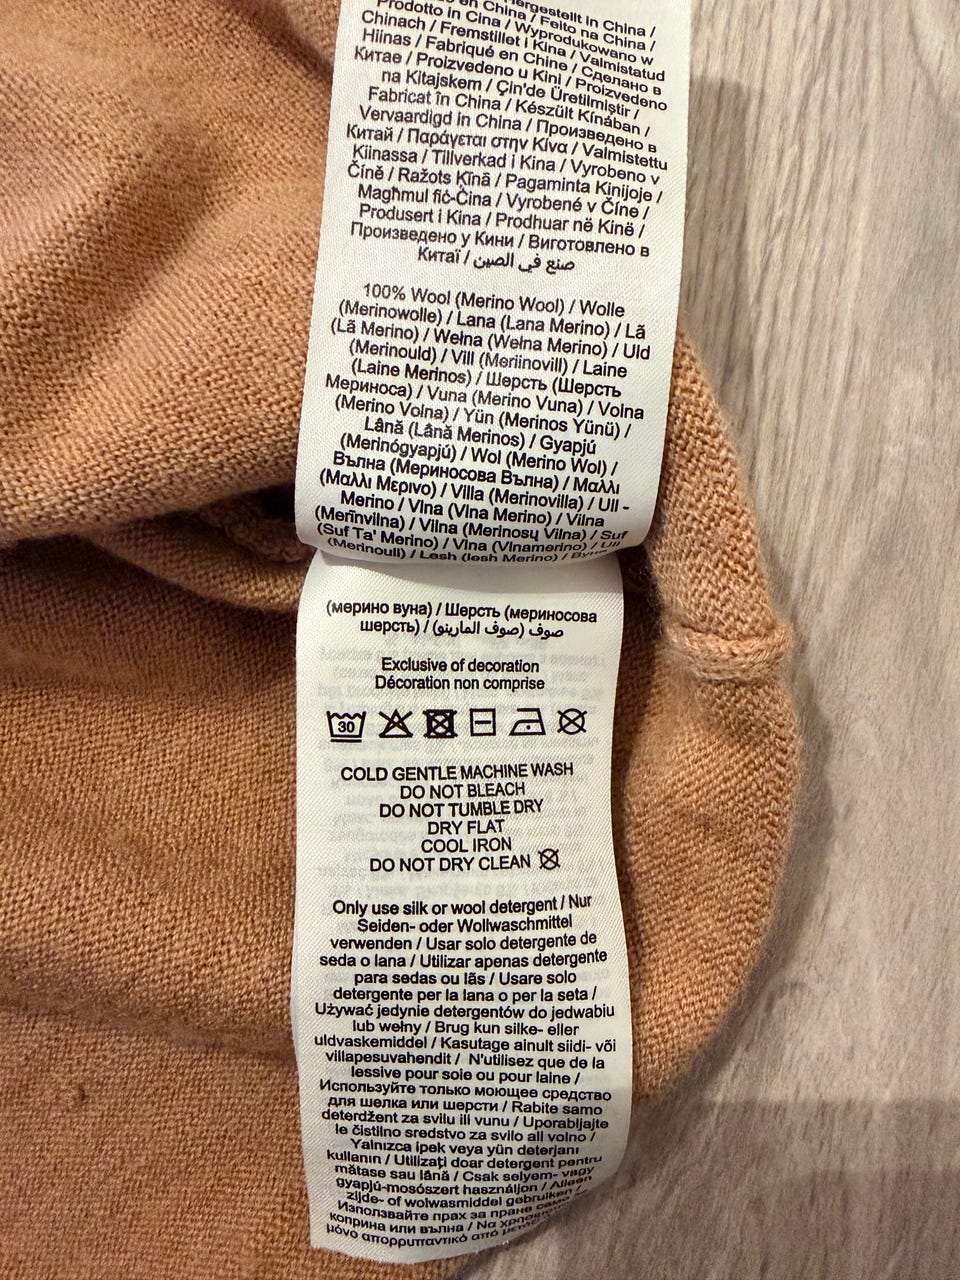 en China / Feito na China /
Prodotto in Cina / Wyprodukowano w
Chinach / Fremstillet i Kina / Valmistatud
Hiinas / Fabriqué en Chine / Сделано в
Китае / Proizvedeno u Kini / Proizvedeno
na Kitajskem / Çin'de Üretilmiştir /
Fabricat în China / Készült Kínában /
Vervaardigd in China / Произведено в
Китай / Παράγεται στην Κίνα / Valmistettu
Kiinassa / Tillverkad i Kina / Vyrobeno v
Číně / Ražots Ķīnā / Pagaminta Kinijoje /
Magħmul fiċ-Ċina / Vyrobené v Číne /
Produsert i Kina / Prodhuar në Kinë /
Произведено у Кини / Виготовлено в
Китаї / صنع في الصين
100% Wool (Merino Wool) / Wolle
(Merinowolle) / Lana (Lana Merino) / Lã
(Lã Merino) / Wełna (Wełna Merino) / Uld
(Merinould) / Vill (Meriinovill) / Laine
(Laine Merinos) / Шерсть (Шерсть
Мериноса) / Vuna (Merino Vuna) / Volna
(Merino Volna) / Yün (Merinos Yünü) /
Lână (Lână Merinos) / Gyapjú
(Merinógyapjú) / Wol (Merino Wol) /
Вълна (Мериносова Вълна) / Μαλλι
(Μαλλι Μερινο) / Villa (Merinovilla) / Ull -
Merino / Vlna (Vlna Merino) / Vilna
(Merīnvilna) / Vilna (Merinosų Vilna) / Suf
(Suf Ta' Merino) / Vlna (Vlnamerino) / Ull
(Merinoull) / Lesh (lesh Merino) / Вуна
(мерино вуна) / Шерсть (мериносова
шерсть) / صوف (صوف المارينو)
Exclusive of decoration
Décoration non comprise
30
COLD GENTLE MACHINE WASH
DO NOT BLEACH
DO NOT TUMBLE DRY
DRY FLAT
COOL IRON
DO NOT DRY CLEAN
Only use silk or wool detergent / Nur
Seiden- oder Wollwaschmittel
verwenden / Usar solo detergente de
seda o lana / Utilizar apenas detergente
para sedas ou lãs / Usare solo
detergente per la lana o per la seta /
Używać jedynie detergentów do jedwabiu
lub wełny / Brug kun silke- eller
uldvaskemiddel / Kasutage ainult siidi- või
villapesuvahendit / N'utilisez que de la
lessive pour soie ou pour laine /
Используйте только моющее средство
для шелка или шерсти / Rabite samo
deterdžent za svilu ili vunu / Uporabljajte
le čistilno sredstvo za svilo ali volno /
Yalnızca ipek veya yün deterjanı
kullanın / Utilizați doar detergent pentru
mătase sau lână / Csak selyem- vagy
gyapjú-mosószert használjon / Alleen
zijde- of wolwasmiddel gebruiken /
Използвайте прах за пране само за
коприна или вълна / Να χρησιμοποιείται
μόνο απορρυπαντικό από